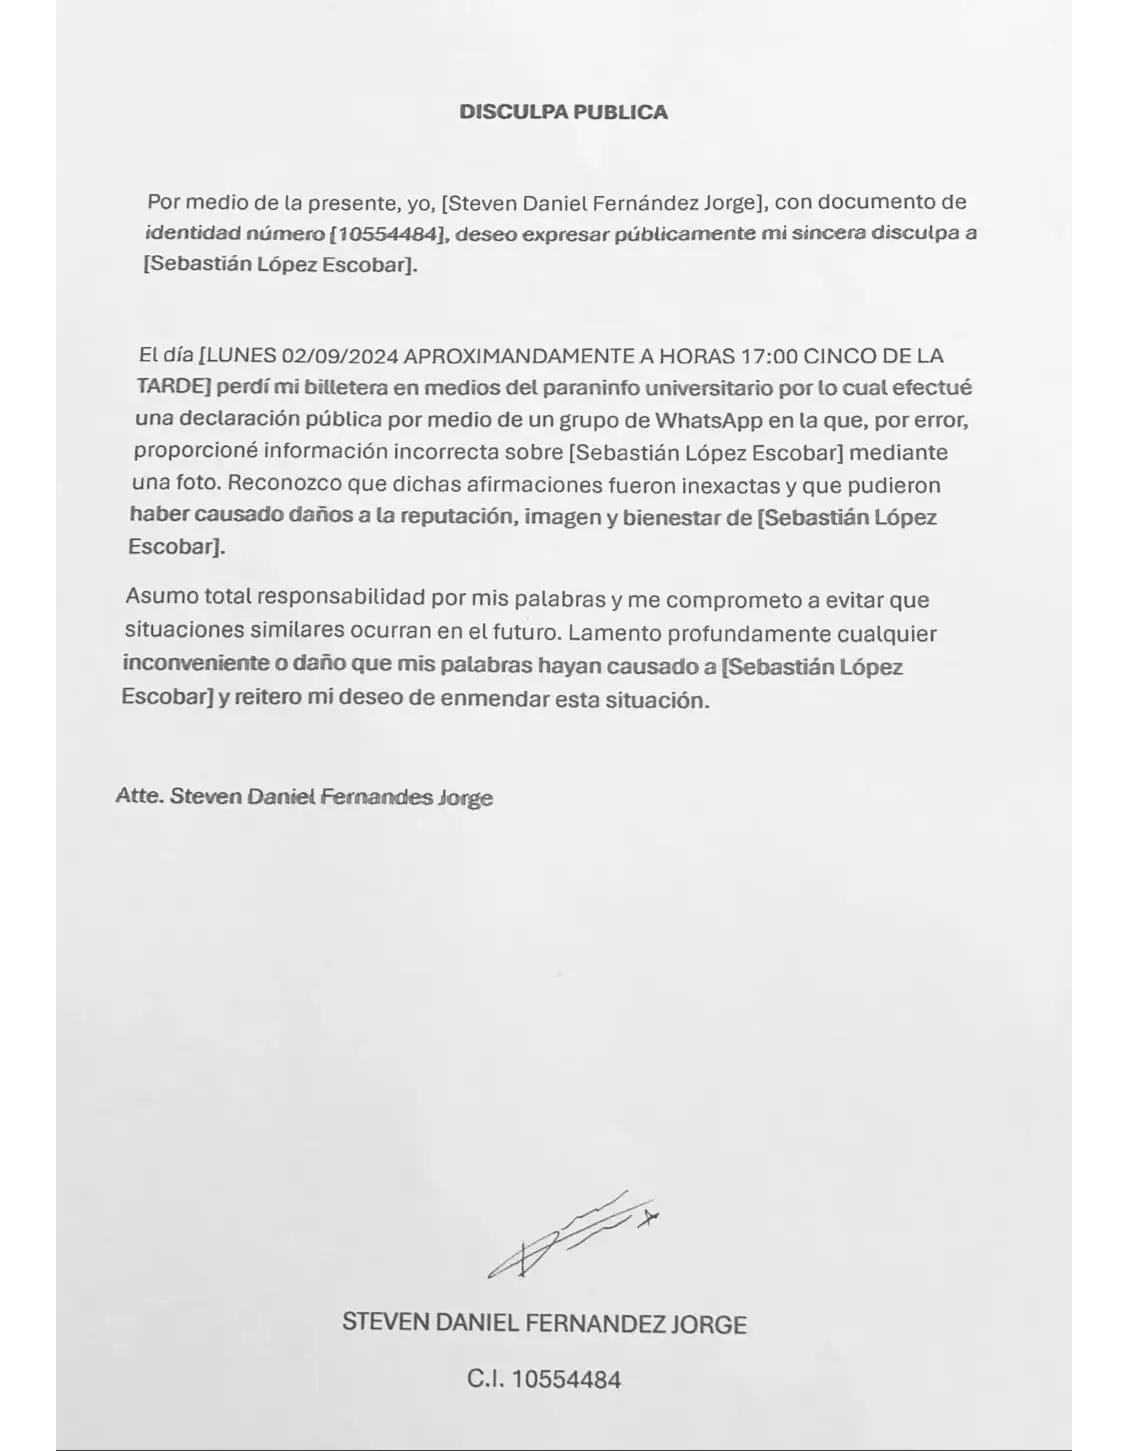 DISCULPA PUBLICA
Por medio de la presente, yo, [Steven Daniel Fernández Jorge], con documento de
identidad número [10554484], deseo expresar públicamente mi sincera disculpa a
[Sebastián López Escobar].
El día [LUNES 02/09/2024 APROXIMANDAMENTE A HORAS 17:00 CINCO DE LA
TARDE] perdí mi billetera en medios del paraninfo universitario por lo cual efectué
una declaración pública por medio de un grupo de WhatsApp en la que, por error,
proporcioné información incorrecta sobre [Sebastián López Escobar] mediante
una foto. Reconozco que dichas afirmaciones fueron inexactas y que pudieron
haber causado daños a la reputación, imagen y bienestar de [Sebastián López
Escobar].
Asumo total responsabilidad por mis palabras y me comprometo a evitar que
situaciones similares ocurran en el futuro. Lamento profundamente cualquier
inconveniente o daño que mis palabras hayan causado a [Sebastián López
Escobar] y reitero mi deseo de enmendar esta situación.
Atte. Steven Daniel Fernandes Jorge
STEVEN DANIEL FERNANDEZ JORGE
C.I. 10554484